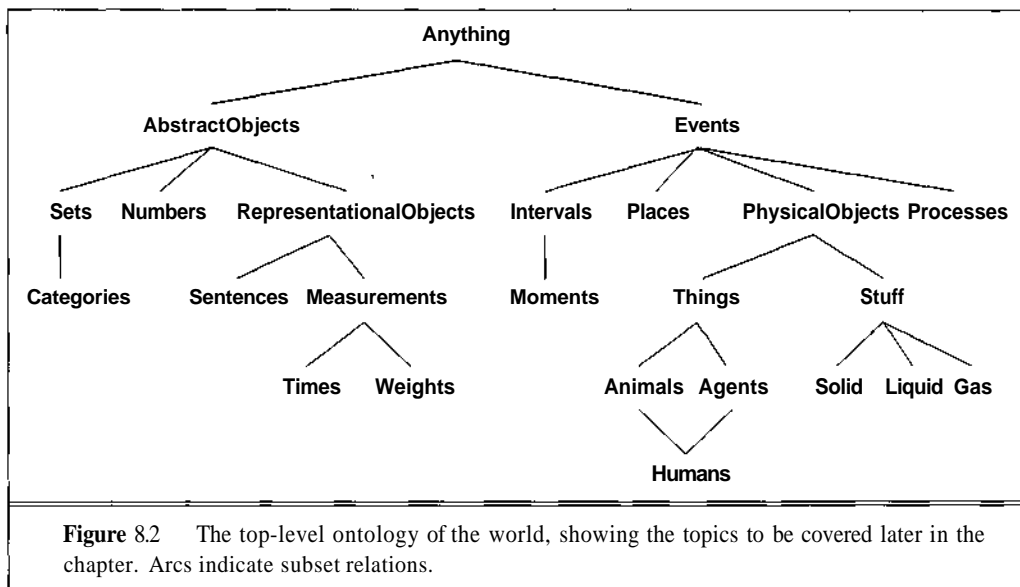 Anything
AbstractObjects Events
Sets Numbers RepresentationalObjects Intervals Places PhysicalObjects Processes
Categories Sentences Measurements Moments Things Stuff
Times Weights Animals Agents Solid Liquid Gas
Humans
Figure 8.2 The top-level ontology of the world, showing the topics to be covered later in the
chapter. Arcs indicate subset relations.